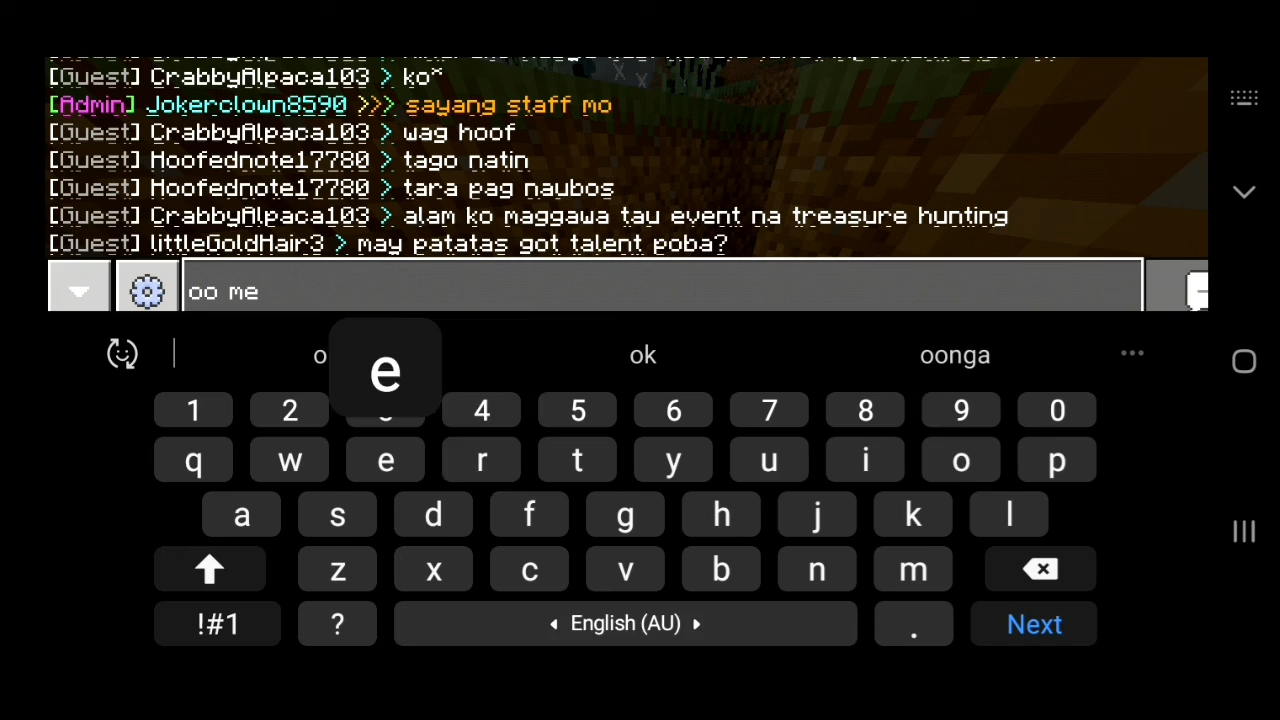 [Guest] CrabbyAlpaca103 > ko*
[Admin] Jokerclown8590 >>> sayang staff mo
[Guest] CrabbyAlpaca103 > wag hoof
[Guest] Hoofednote17780 > tago natin
[Guest] Hoofednote17780 > tara pag naubos
[Guest] CrabbyAlpaca103 > alam ko maggawa tau event na treasure hunting
[Guest] littleGoldHair3 > may patatas got talent poba?
oo me
ok oonga
e
1 2 4 5 6 7 8 9 0
q w e r t y u i o p
a s d f g h j k l
z x c v b n m
!#1 ? English (AU) . Next